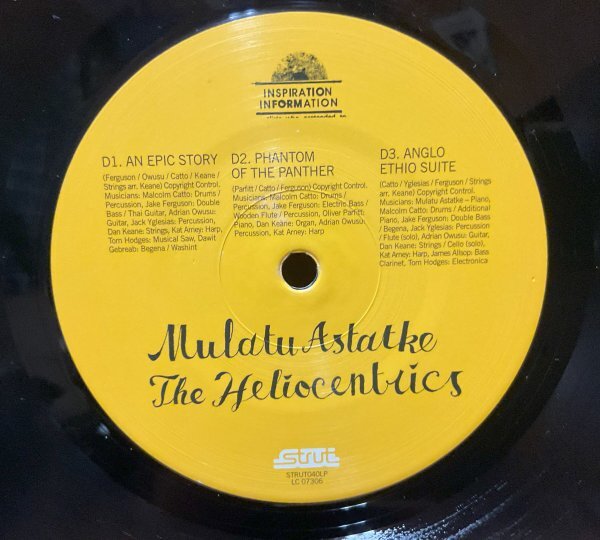 INSPIRATION
INFORMATION
D1. AN EPIC STORY
(Ferguson / Owusu / Catto / Keane /
Strings arr. Keane) Copyright Control.
Musicians: Malcolm Catto: Drums /
Percussion, Jake Ferguson: Double
Bass / Thai Guitar, Adrian Owusu:
Guitar, Jack Yglesias: Percussion,
Dan Keane: Strings, Kat Arney: Harp,
Tom Hodges: Musical Saw, Dawit
Gebreab: Begena / Washint
D2. PHANTOM
OF THE PANTHER
(Parfitt / Catto / Ferguson) Copyright Control.
Musicians: Malcolm Catto: Drums /
Percussion, Jake Ferguson: Electric Bass /
Wooden Flute / Percussion, Oliver Parfitt:
Piano, Dan Keane: Organ, Adrian Owusu:
Percussion, Kat Arney: Harp
D3. ANGLO
ETHIO SUITE
(Catto / Yglesias / Ferguson / Strings
arr. Keane) Copyright Control.
Musicians: Mulatu Astatke – Piano,
Malcolm Catto: Drums / Additional
Piano, Jake Ferguson: Double Bass
/ Begena, Jack Yglesias: Percussion
/ Flute (solo), Adrian Owusu: Guitar,
Dan Keane: Strings / Cello (solo),
Kat Arney: Harp, James Allsop: Bass
Clarinet, Tom Hodges: Electronica
Mulatu Astatke
The Heliocentrics
strut
STRUT040LP
LC 07306